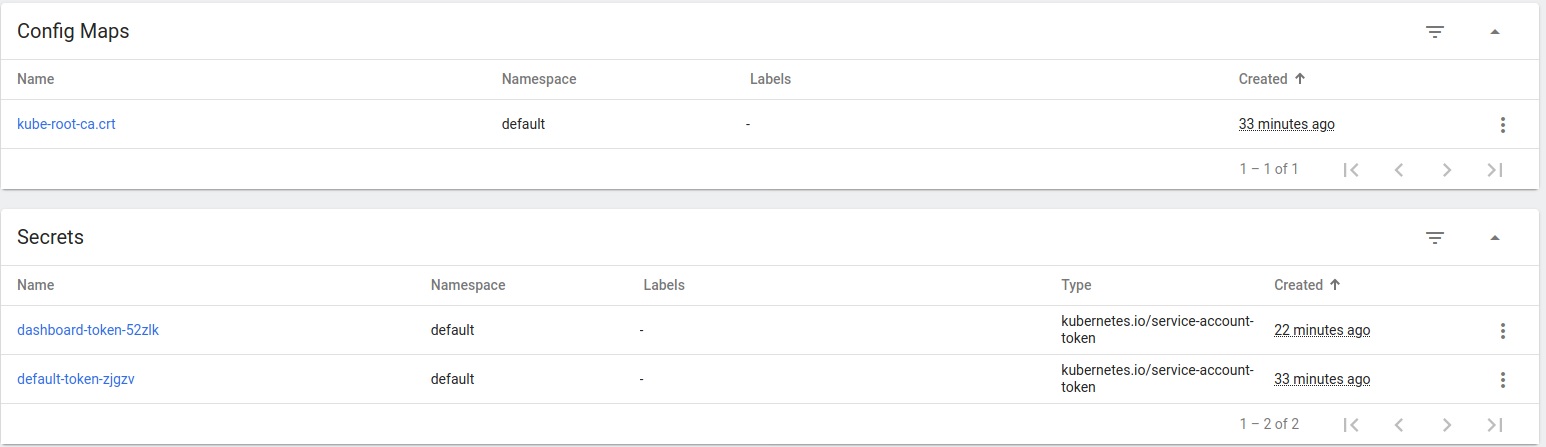 Config Maps
Name Namespace Labels Created
kube-root-ca.crt default - 33 minutes ago
1 – 1 of 1
Secrets
Name Namespace Labels Type Created
dashboard-token-52zlk default - kubernetes.io/service-account-token 22 minutes ago
default-token-zjgzv default - kubernetes.io/service-account-token 33 minutes ago
1 – 2 of 2